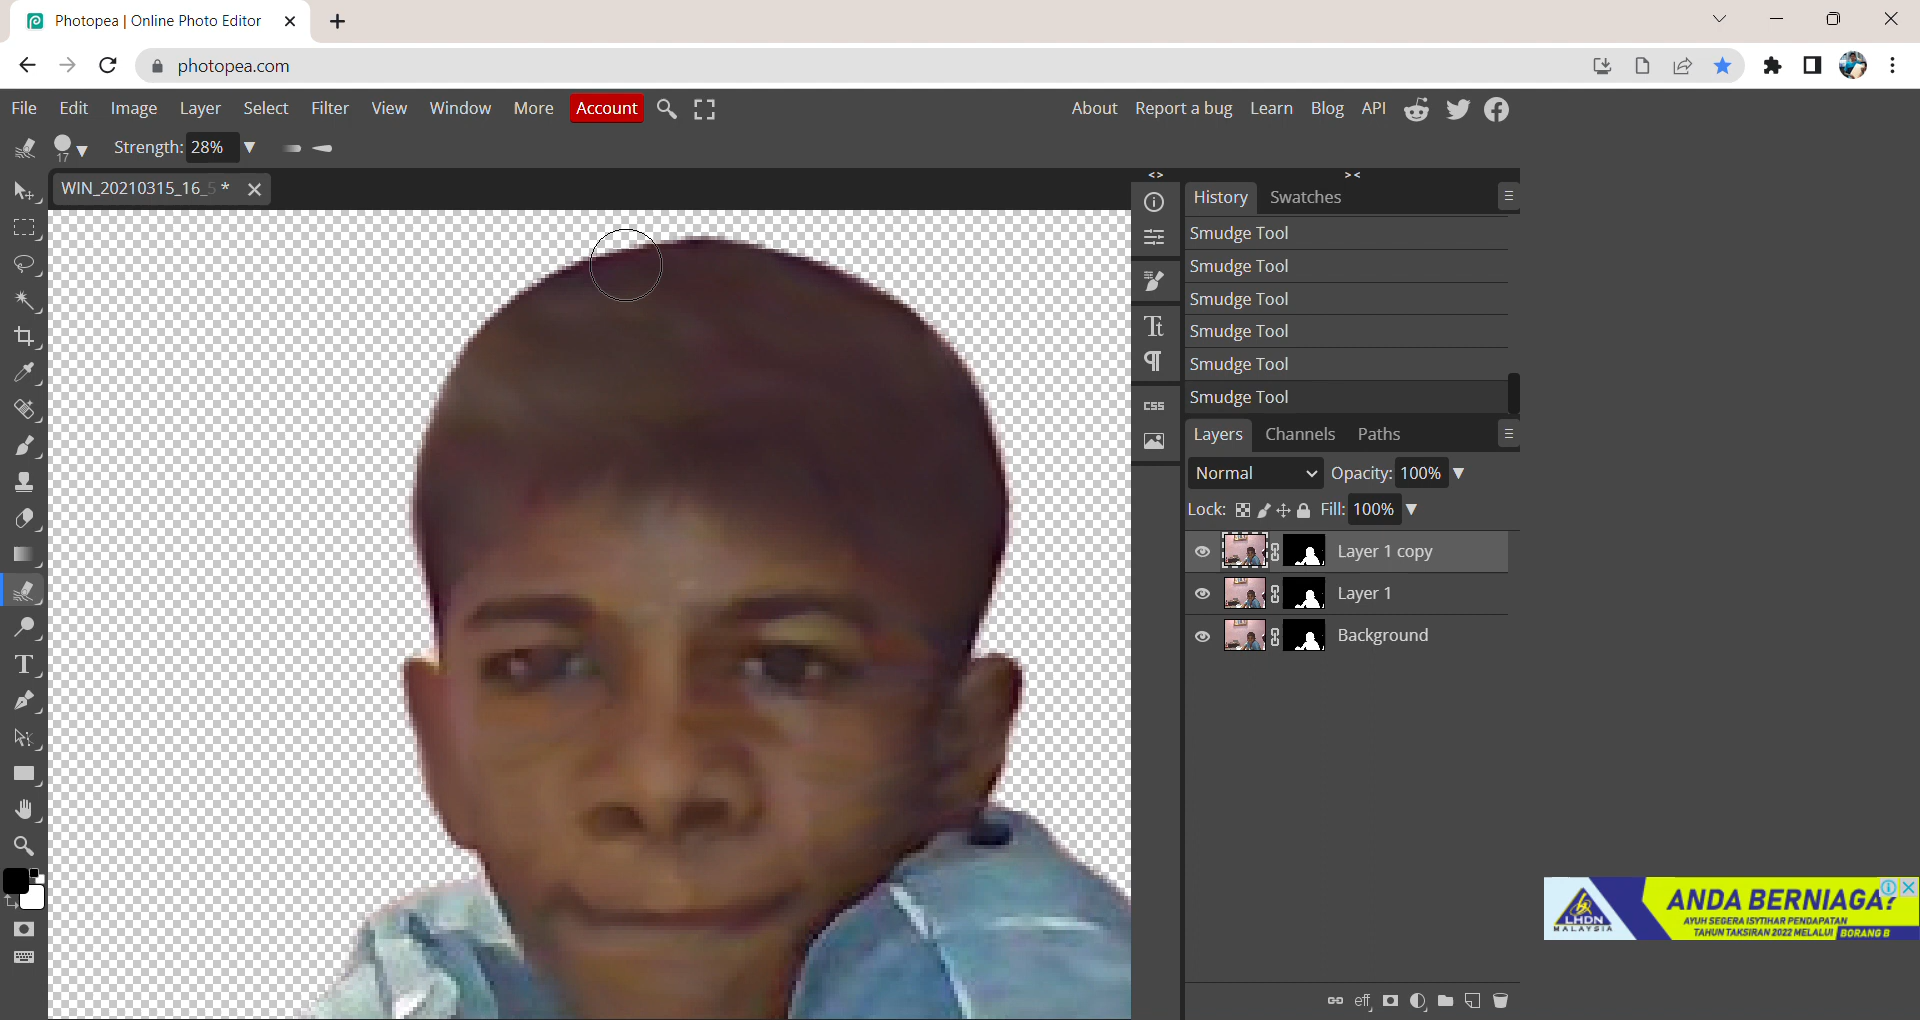 Photopea | Online Photo Editor
photopea.com
File Edit Image Layer Select Filter View Window More Account About Report a bug Learn Blog API
17 Strength: 28%
WIN_20210315_16_5 *
History Swatches
Smudge Tool
Smudge Tool
Smudge Tool
Smudge Tool
Smudge Tool
Smudge Tool
Tt
CSS
Layers Channels Paths
Normal Opacity: 100%
Lock: Fill: 100%
Layer 1 copy
Layer 1
Background
T
LHDN
MALAYSIA
ANDA BERNIAGA?
AYUH SEGERA ISYTIHAR PENDAPATAN
TAHUN TAKSIRAN 2022 MELALUI BORANG B
eff